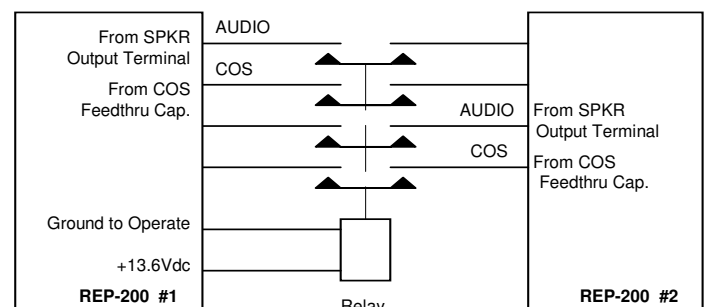 AUDIO
From SPKR
Output Terminal
COS
From COS
Feedthru Cap.
AUDIO
From SPKR
Output Terminal
COS
From COS
Feedthru Cap.
Ground to Operate
+13.6Vdc
REP-200 #1
Relay
REP-200 #2